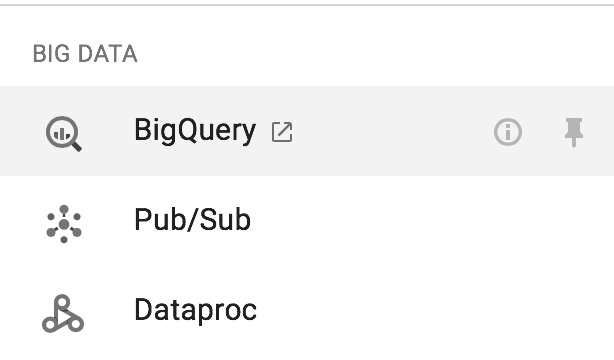 BIG DATA
BigQuery
Pub/Sub
Dataproc